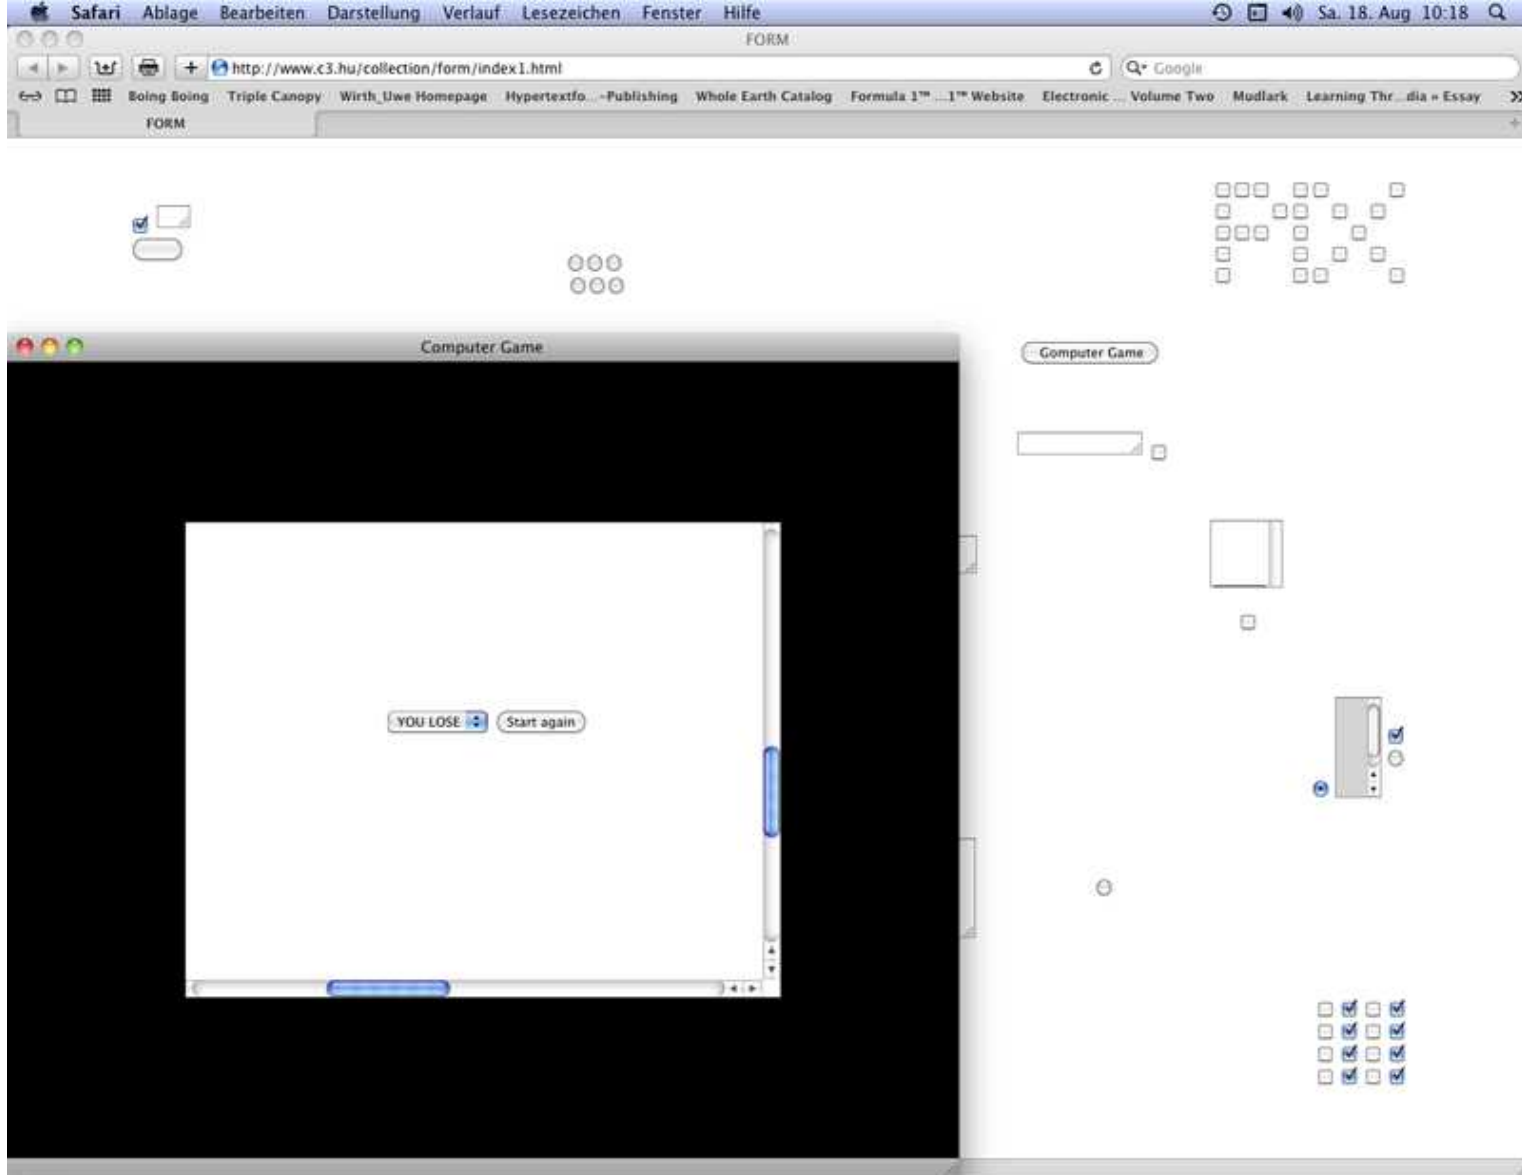 Safari Ablage Bearbeiten Darstellung Verlauf Lesezeichen Fenster Hilfe Sa. 18. Aug 10:18
FORM
http://www.c3.hu/collection/form/index1.html Google
Boing Boing Triple Canopy Wirth_Uwe Homepage Hypertextfo...-Publishing Whole Earth Catalog Formula 1™ ...1™ Website Electronic ... Volume Two Mudlark Learning Thr...dia » Essay
FORM
Computer Game
Computer Game
YOU LOSE Start again